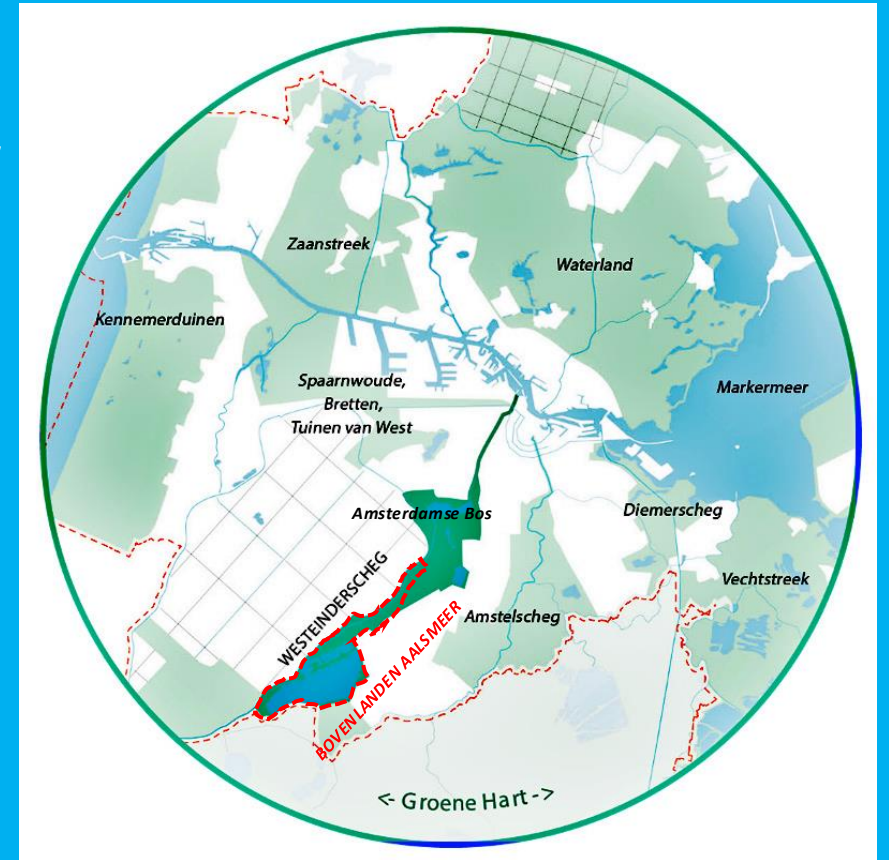 Zaanstreek
Waterland
Kennemerduinen
Spaarnwoude,
Bretten,
Tuinen van West
Markermeer
Amsterdamse Bos
Diemerscheg
Vechtstreek
WESTEINDERSCHEG
Amstelscheg
BOVENLANDEN AALSMEER
<- Groene Hart ->